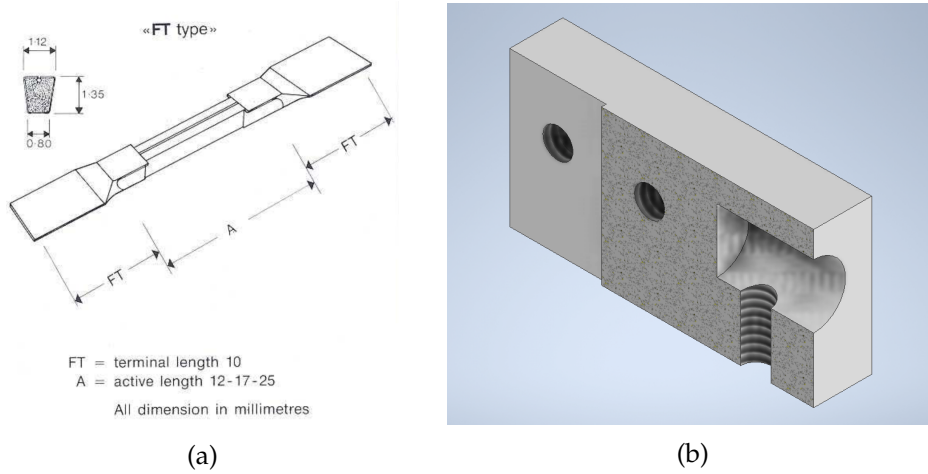 «FT type»
1·12
1·35
0·80
FT
A
FT
FT = terminal length 10
A = active length 12-17-25
All dimension in millimetres
(a)
(b)